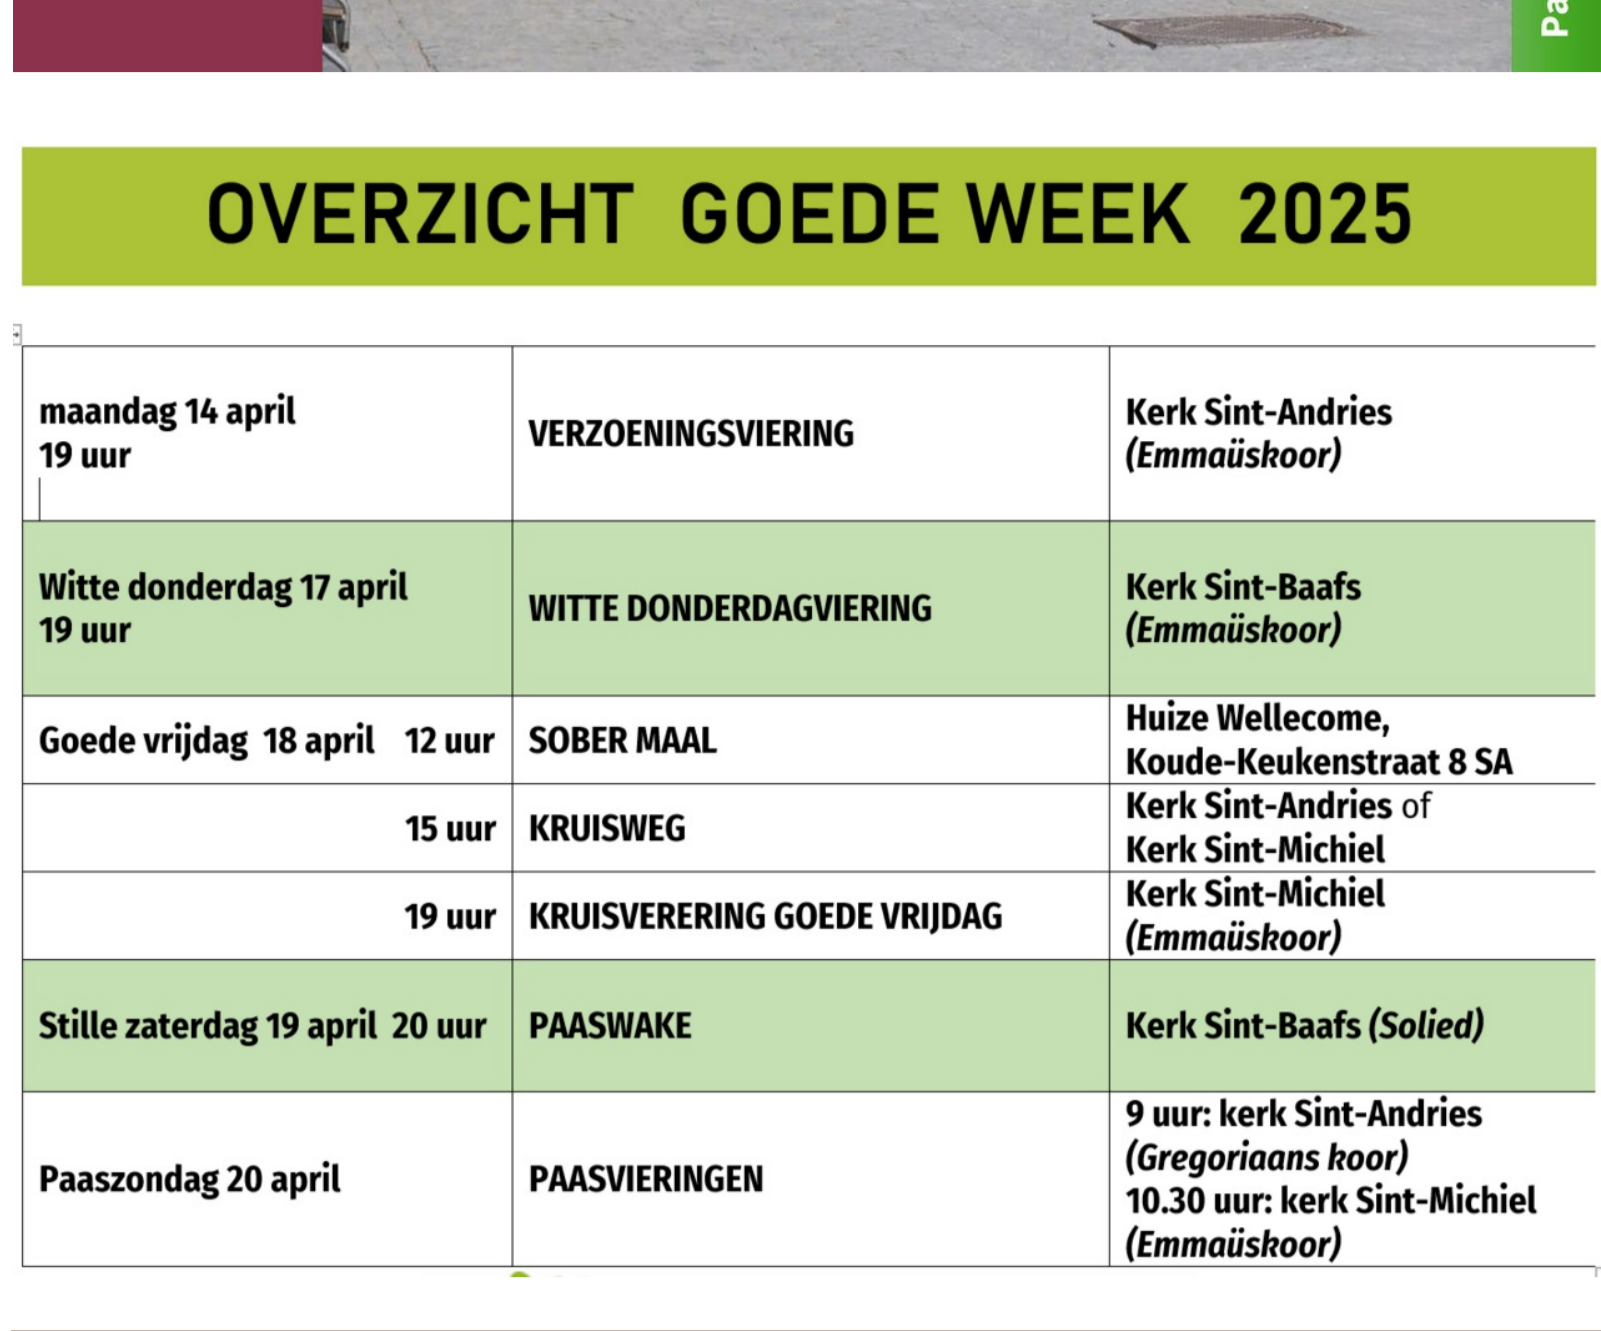 Pa
OVERZICHT GOEDE WEEK 2025
maandag 14 april
19 uur
VERZOENINGSVIERING
Kerk Sint-Andries
(Emmaüskoor)
Witte donderdag 17 april
19 uur
WITTE DONDERDAGVIERING
Kerk Sint-Baafs
(Emmaüskoor)
Goede vrijdag 18 april 12 uur
SOBER MAAL
Huize Wellecome,
Koude-Keukenstraat 8 SA
15 uur
KRUISWEG
Kerk Sint-Andries of
Kerk Sint-Michiel
19 uur
KRUISVERERING GOEDE VRIJDAG
Kerk Sint-Michiel
(Emmaüskoor)
Stille zaterdag 19 april 20 uur
PAASWAKE
Kerk Sint-Baafs (Solied)
Paaszondag 20 april
PAASVIERINGEN
9 uur: kerk Sint-Andries
(Gregoriaans koor)
10.30 uur: kerk Sint-Michiel
(Emmaüskoor)